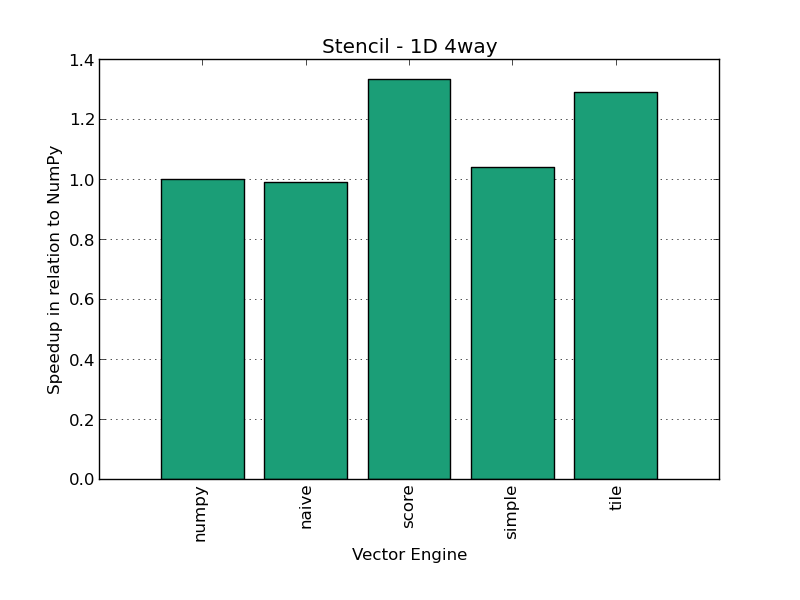 Stencil - 1D 4way
Speedup in relation to NumPy
1.4
1.2
1.0
0.8
0.6
0.4
0.2
0.0
numpy
naive
score
simple
tile
Vector Engine